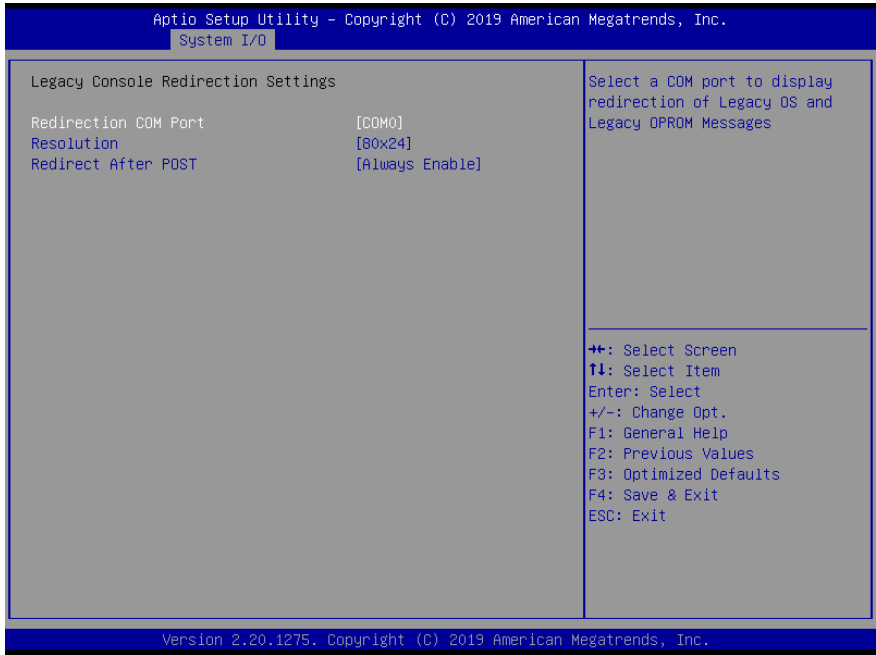 Aptio Setup Utility – Copyright (C) 2019 American Megatrends, Inc.
System I/O
Legacy Console Redirection Settings
Redirection COM Port [COM0]
Resolution [80x24]
Redirect After POST [Always Enable]
Select a COM port to display
redirection of Legacy OS and
Legacy OPROM Messages
→←: Select Screen
↑↓: Select Item
Enter: Select
+/-: Change Opt.
F1: General Help
F2: Previous Values
F3: Optimized Defaults
F4: Save & Exit
ESC: Exit
Version 2.20.1275. Copyright (C) 2019 American Megatrends, Inc.